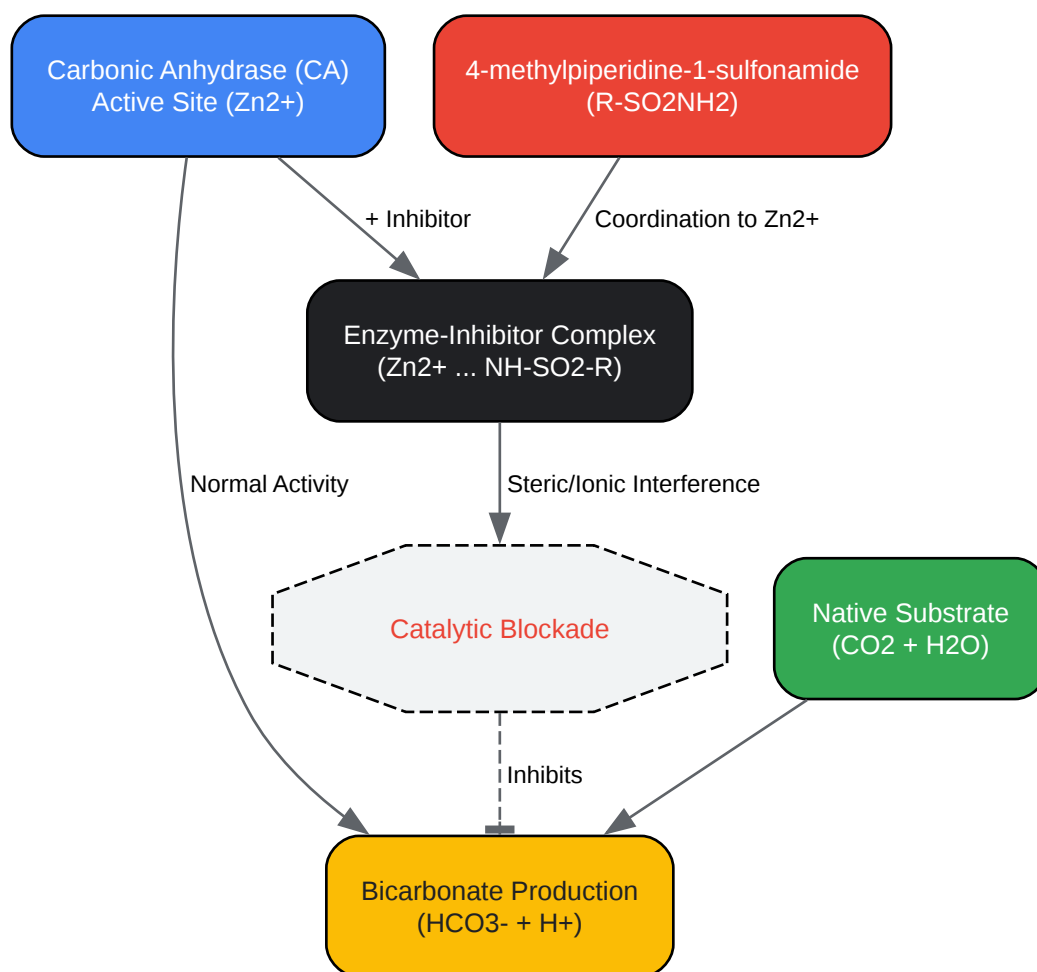 Carbonic Anhydrase (CA)
Active Site (Zn2+)
4-methylpiperidine-1-sulfonamide
(R-SO2NH2)
+ Inhibitor
Coordination to Zn2+
Enzyme-Inhibitor Complex
(Zn2+ ... NH-SO2-R)
Normal Activity
Steric/Ionic Interference
Catalytic Blockade
Native Substrate
(CO2 + H2O)
Inhibits
Bicarbonate Production
(HCO3- + H+)